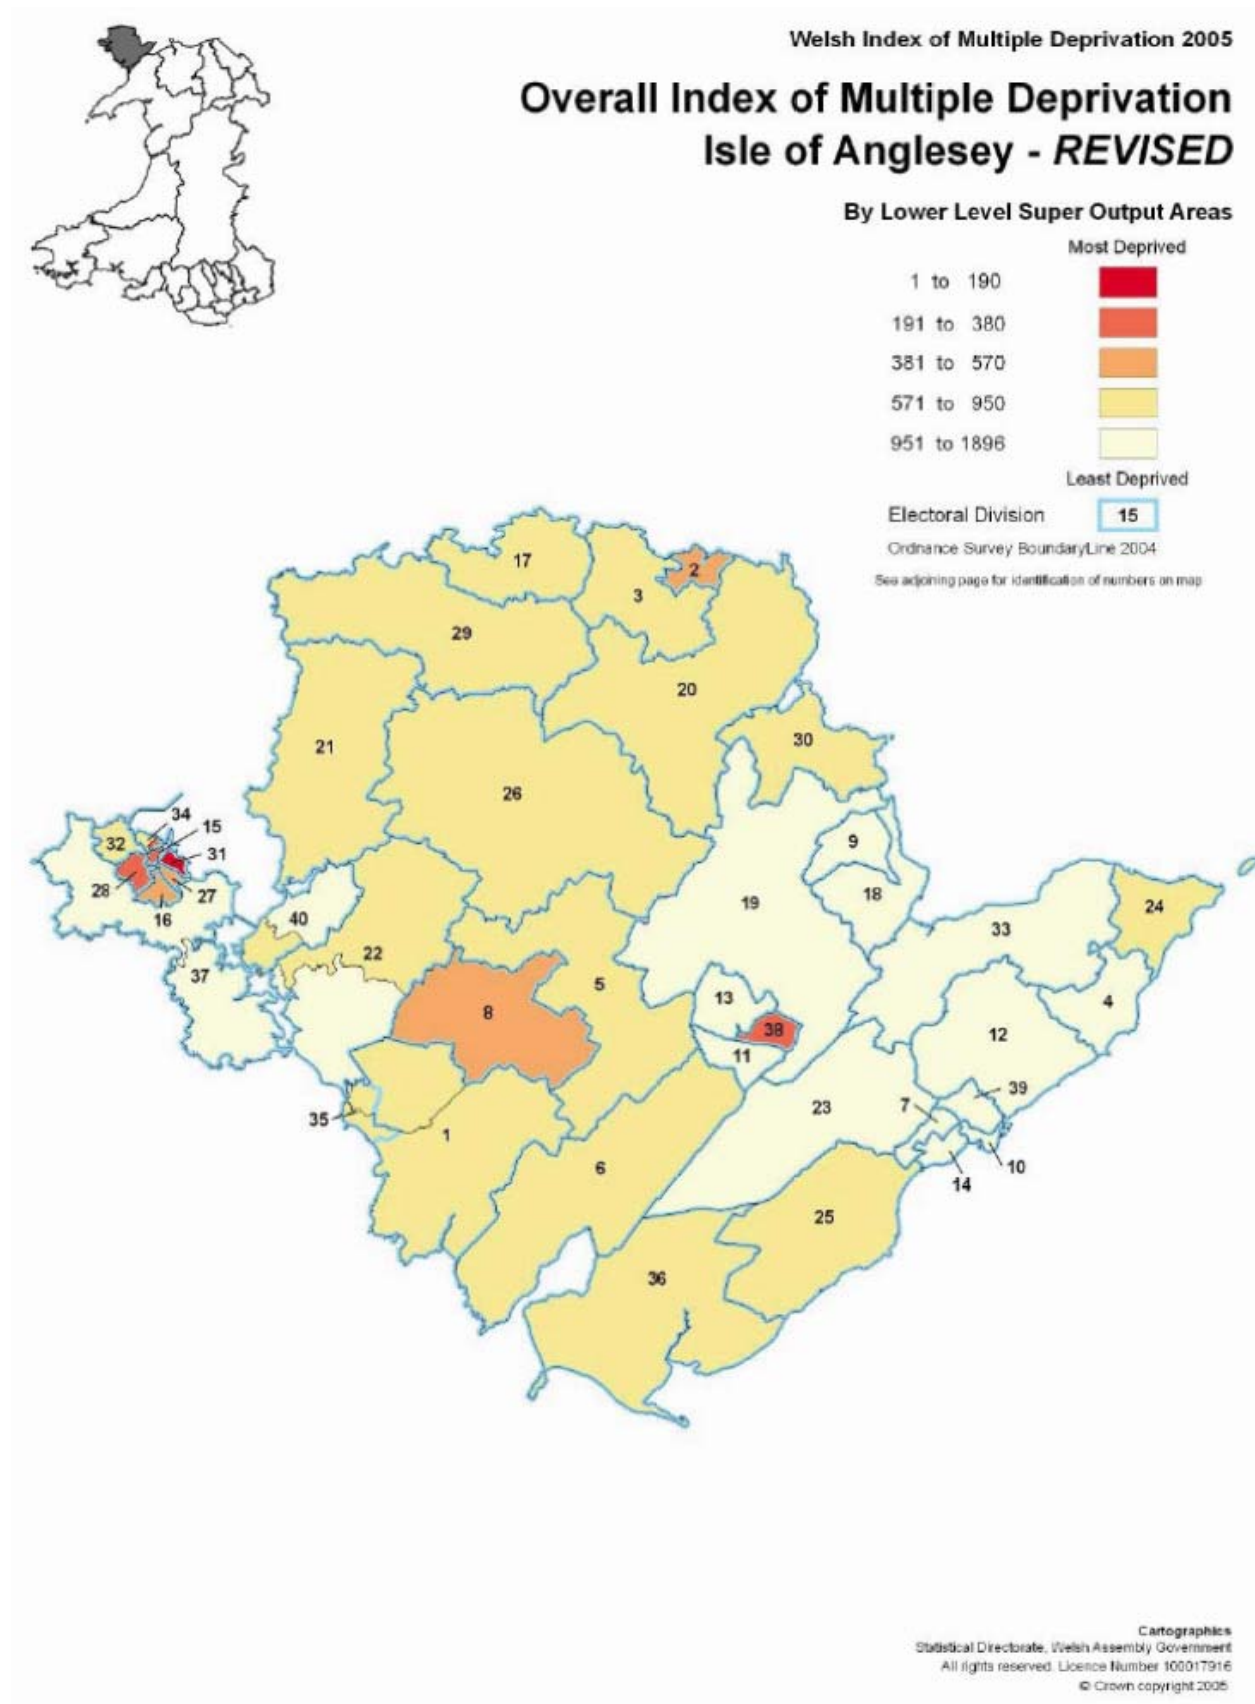 Welsh Index of Multiple Deprivation 2005
Overall Index of Multiple Deprivation
Isle of Anglesey - REVISED
By Lower Level Super Output Areas
Most Deprived
1 to 190
191 to 380
381 to 570
571 to 950
951 to 1896
Least Deprived
Electoral Division 15
Ordnance Survey BoundaryLine 2004
See adjoining page for identification of numbers on map
17
2
3
29
20
21
30
26
34
15
32
31
9
28
27
18
24
16
40
19
33
22
37
5
13
4
8
38
12
11
39
23
7
35
1
10
6
14
25
36
Cartographics
Statistical Directorate, Welsh Assembly Government
All rights reserved. Licence Number 100017916
© Crown copyright 2005